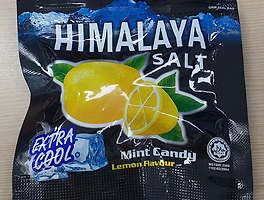 HIMALAYA
SALT
EXTRA
COOL
Mint Candy
Lemon Flavour